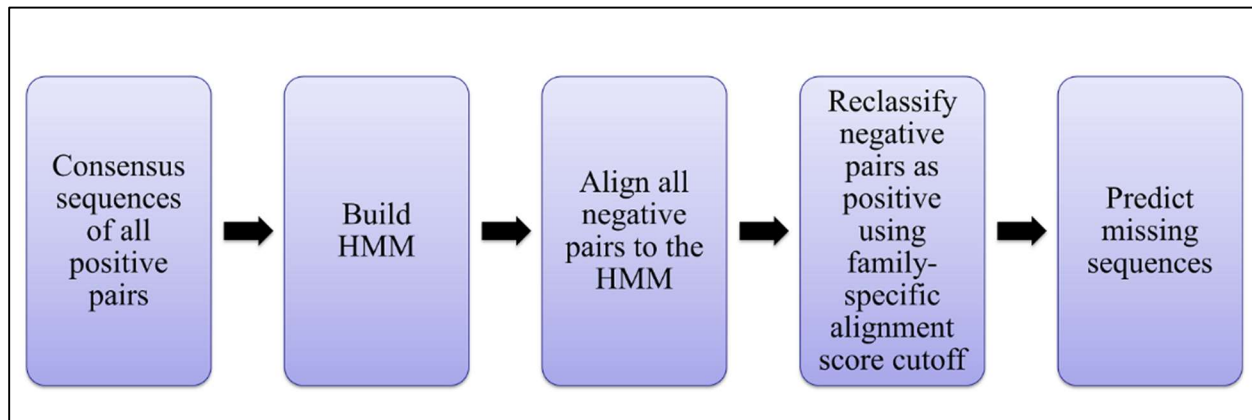 Consensus
sequences
of all
positive
pairs
Build
HMM
Align all
negative
pairs to the
HMM
Reclassify
negative
pairs as
positive
using
family-
specific
alignment
score cutoff
Predict
missing
sequences